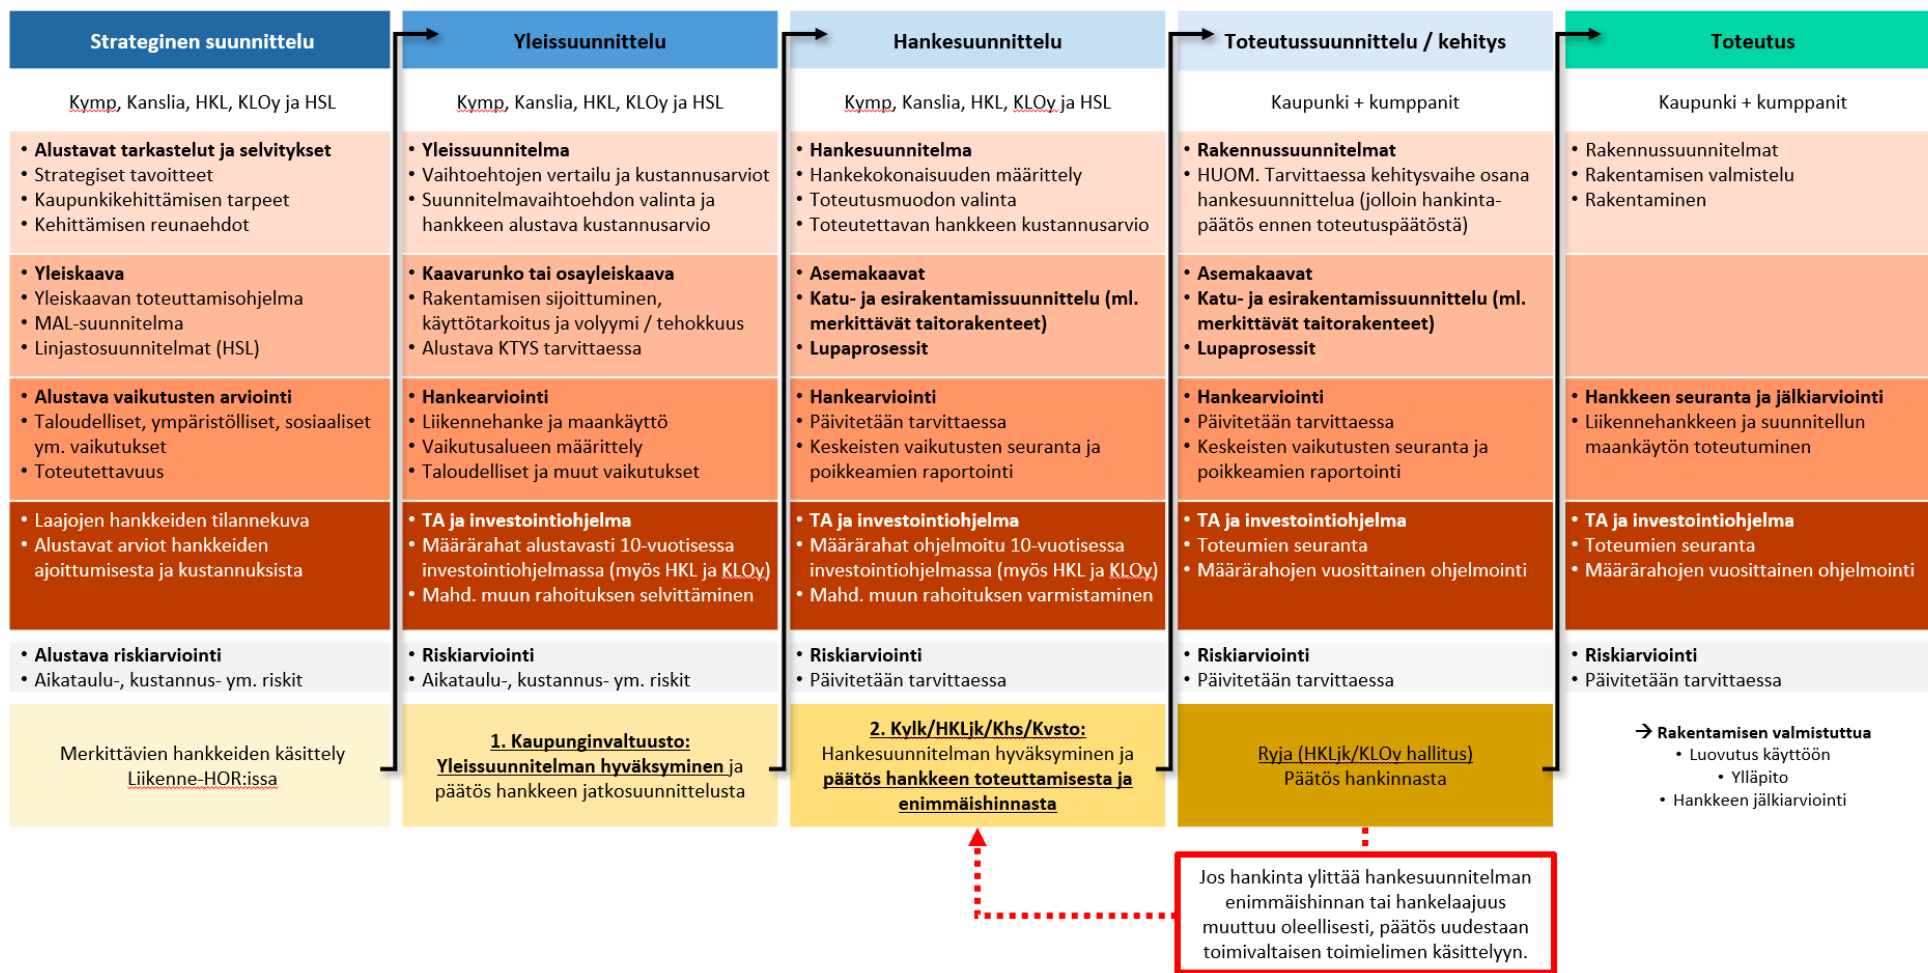 Strateginen suunnittelu
Kymp, Kanslia, HKL, KLOy ja HSL
• Alustavat tarkastelut ja selvitykset
• Strategiset tavoitteet
• Kaupunkikehittämisen tarpeet
• Kehittämisen reunaehdot
• Yleiskaava
• Yleiskaavan toteuttamisohjelma
• MAL-suunnitelma
• Linjastosuunnitelmat (HSL)
• Alustava vaikutusten arviointi
• Taloudelliset, ympäristölliset, sosiaaliset
ym. vaikutukset
• Toteutettavuus
• Laajojen hankkeiden tilannekuva
• Alustavat arviot hankkeiden
ajoittumisesta ja kustannuksista
• Alustava riskiarviointi
• Aikataulu-, kustannus- ym. riskit
Merkittävien hankkeiden käsittely
Liikenne-HOR:issa
Yleissuunnittelu
Kymp, Kanslia, HKL, KLOy ja HSL
• Yleissuunnitelma
• Vaihtoehtojen vertailu ja kustannusarviot
• Suunnitelmavaihtoehdon valinta ja
hankkeen alustava kustannusarvio
• Kaavarunko tai osayleiskaava
• Rakentamisen sijoittuminen,
käyttötarkoitus ja volyymi / tehokkuus
• Alustava KTYS tarvittaessa
• Hankearviointi
• Liikennehanke ja maankäyttö
• Vaikutusalueen määrittely
• Taloudelliset ja muut vaikutukset
• TA ja investointiohjelma
• Määrärahat alustavasti 10-vuotisessa
investointiohjelmassa (myös HKL ja KLOy)
• Mahd. muun rahoituksen selvittäminen
• Riskiarviointi
• Aikataulu-, kustannus- ym. riskit
1. Kaupunginvaltuusto:
Yleissuunnitelman hyväksyminen ja
päätös hankkeen jatkosuunnittelusta
Hankesuunnittelu
Kymp, Kanslia, HKL, KLOy ja HSL
• Hankesuunnitelma
• Hankekokonaisuuden määrittely
• Toteutusmuodon valinta
• Toteutettavan hankkeen kustannusarvio
• Asemakaavat
• Katu- ja esirakentamissuunnittelu (ml.
merkittävät taitorakenteet)
• Lupaprosessit
• Hankearviointi
• Päivitetään tarvittaessa
• Keskeisten vaikutusten seuranta ja
poikkeamien raportointi
• TA ja investointiohjelma
• Määrärahat ohjelmoitu 10-vuotisessa
investointiohjelmassa (myös HKL ja KLOy)
• Mahd. muun rahoituksen varmistaminen
• Riskiarviointi
• Päivitetään tarvittaessa
2. Kylk/HKLjk/Khs/Kvsto:
Hankesuunnitelman hyväksyminen ja
päätös hankkeen toteuttamisesta ja
enimmäishinnasta
Toteutussuunnittelu / kehitys
Kaupunki + kumppanit
• Rakennussuunnitelmat
• HUOM. Tarvittaessa kehitysvaihe osana
hankesuunnittelua (jolloin hankinta-
päätös ennen toteutuspäätöstä)
• Asemakaavat
• Katu- ja esirakentamissuunnittelu (ml.
merkittävät taitorakenteet)
• Lupaprosessit
• Hankearviointi
• Päivitetään tarvittaessa
• Keskeisten vaikutusten seuranta ja
poikkeamien raportointi
• TA ja investointiohjelma
• Toteumien seuranta
• Määrärahojen vuosittainen ohjelmointi
• Riskiarviointi
• Päivitetään tarvittaessa
Ryja (HKLjk/KLOy hallitus)
Päätös hankinnasta
Jos hankinta ylittää hankesuunnitelman
enimmäishinnan tai hankelaajuus
muuttuu oleellisesti, päätös uudestaan
toimivaltaisen toimielimen käsittelyyn.
Toteutus
Kaupunki + kumppanit
• Rakennussuunnitelmat
• Rakentamisen valmistelu
• Rakentaminen
• Hankkeen seuranta ja jälkiarviointi
• Liikennehankkeen ja suunnitellun
maankäytön toteutuminen
• TA ja investointiohjelma
• Toteumien seuranta
• Määrärahojen vuosittainen ohjelmointi
• Riskiarviointi
• Päivitetään tarvittaessa
→ Rakentamisen valmistuttua
• Luovutus käyttöön
• Ylläpito
• Hankkeen jälkiarviointi